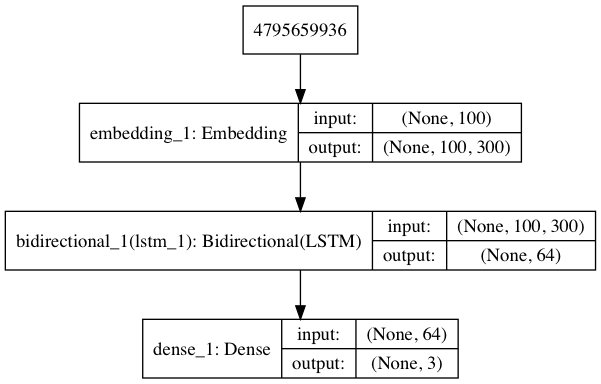 4795659936
embedding_1: Embedding
input:
(None, 100)
output:
(None, 100, 300)
bidirectional_1(lstm_1): Bidirectional(LSTM)
input:
(None, 100, 300)
output:
(None, 64)
dense_1: Dense
input:
(None, 64)
output:
(None, 3)